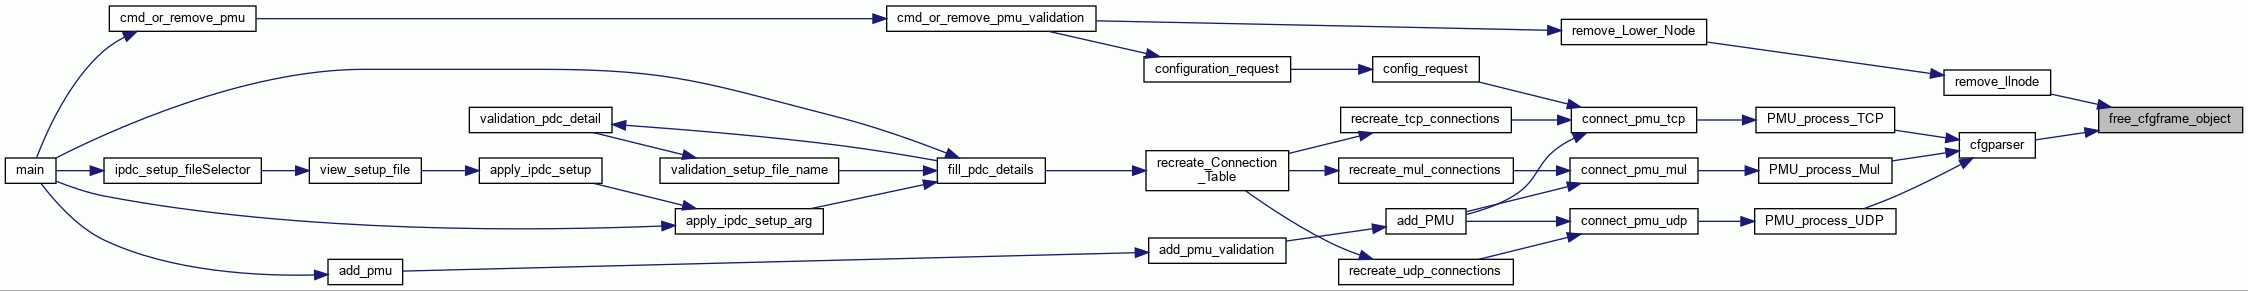 cmd_or_remove_pmu
cmd_or_remove_pmu_validation
remove_Lower_Node
configuration_request
config_request
remove_llnode
validation_pdc_detail
recreate_tcp_connections
connect_pmu_tcp
PMU_process_TCP
free_cfgframe_object
cfgparser
main
ipdc_setup_fileSelector
view_setup_file
apply_ipdc_setup
validation_setup_file_name
fill_pdc_details
recreate_Connection
_Table
recreate_mul_connections
connect_pmu_mul
PMU_process_Mul
apply_ipdc_setup_arg
add_PMU
connect_pmu_udp
PMU_process_UDP
add_pmu_validation
add_pmu
recreate_udp_connections